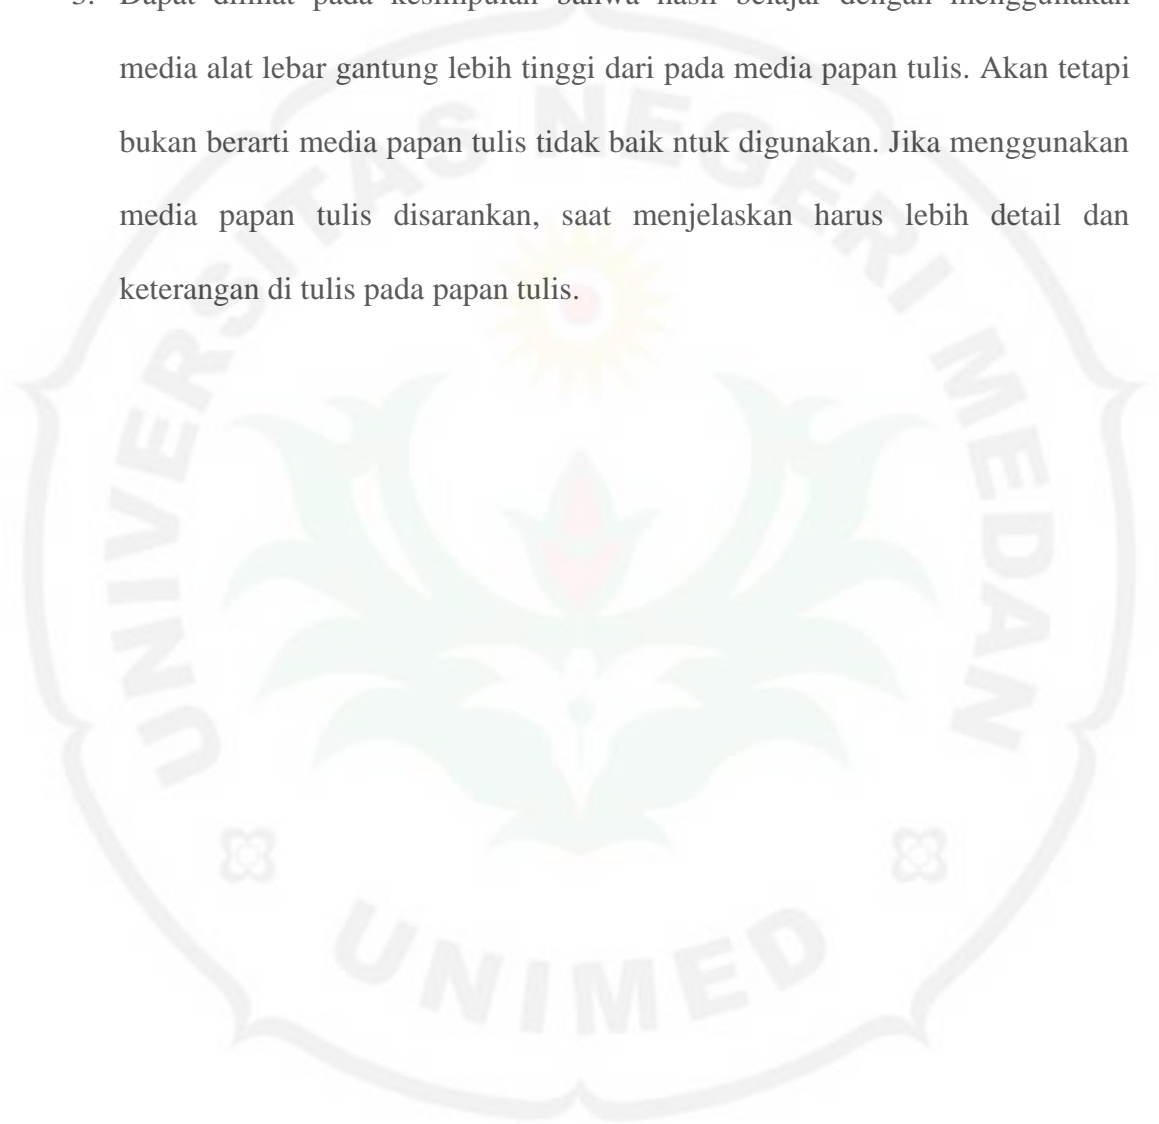 3. Dapat dilihat pada kesimpulan bahwa hasil belajar dengan menggunakan
media alat lebar gantung lebih tinggi dari pada media papan tulis. Akan tetapi
bukan berarti media papan tulis tidak baik ntuk digunakan. Jika menggunakan
media papan tulis disarankan, saat menjelaskan harus lebih detail dan
keterangan di tulis pada papan tulis.
UNIVERSITAS NEGERI MEDAN
UNIMED